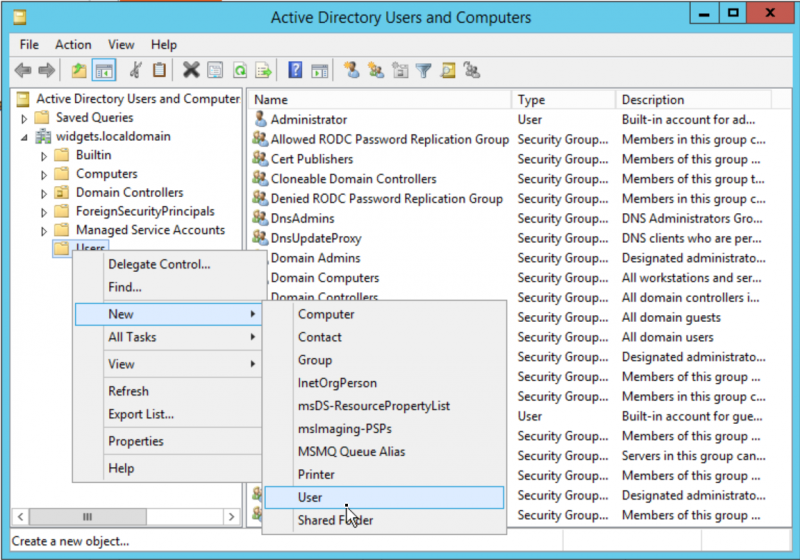 Active Directory Users and Computers
File Action View Help
Active Directory Users and Computer
Saved Queries
widgets.localdomain
Builtin
Computers
Domain Controllers
ForeignSecurityPrincipals
Managed Service Accounts
Users
Delegate Control...
Find...
New
All Tasks
View
Refresh
Export List...
Properties
Help
Computer
Contact
Group
InetOrgPerson
msDS-ResourcePropertyList
msImaging-PSPs
MSMQ Queue Alias
Printer
User
Shared Folder
Name Type Description
Administrator User Built-in account for ad...
Allowed RODC Password Replication Group Security Group... Members in this group c...
Cert Publishers Security Group... Members of this group ...
Cloneable Domain Controllers Security Group... Members of this group t...
Denied RODC Password Replication Group Security Group... Members in this group c...
DnsAdmins Security Group... DNS Administrators Gro...
DnsUpdateProxy Security Group... DNS clients who are per...
Domain Admins Security Group... Designated administrato...
Domain Computers Security Group... All workstations and ser...
Domain Controllers Security Group... All domain controllers i...
Security Group... All domain guests
Security Group... All domain users
Security Group... Designated administrato...
Security Group... Members of this group ...
Security Group... Members in this group c...
User Built-in account for gue...
Security Group... Members of this group ...
Security Group... Servers in this group can...
Security Group... Members of this group ...
Security Group... Designated administrato...
Security Group... Members of this group ...
Create a new object...